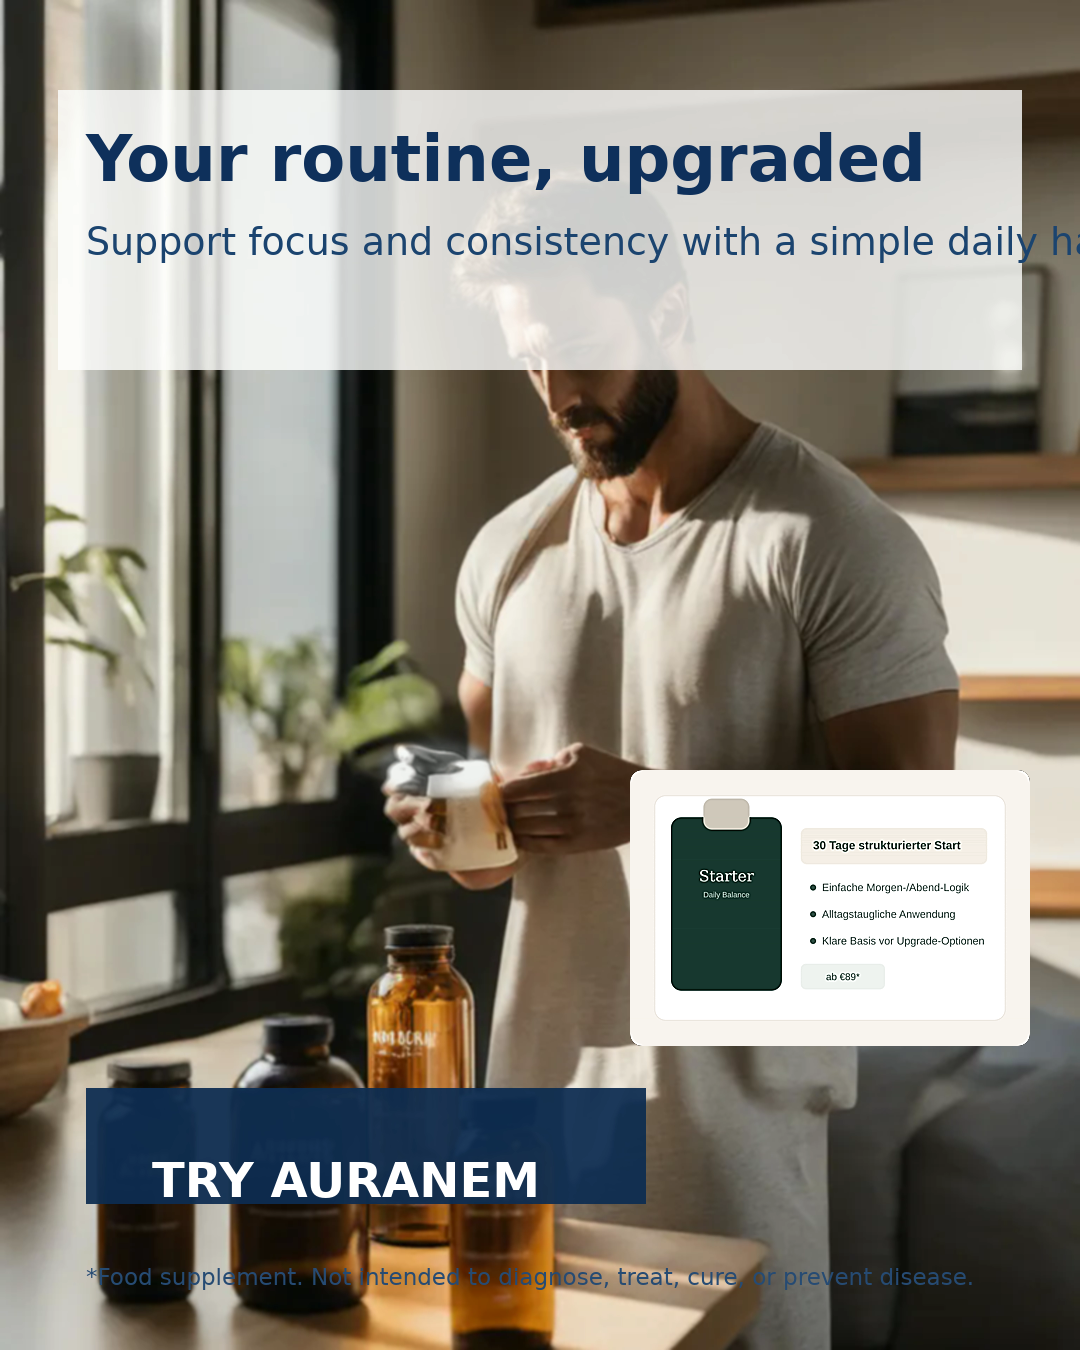 Your routine, upgraded
Support focus and consistency with a simple daily ha
Starter
Daily Balance
30 Tage strukturierter Start
Einfache Morgen-/Abend-Logik
Alltagstaugliche Anwendung
Klare Basis vor Upgrade-Optionen
ab €89*
TRY AURANEM
*Food supplement. Not intended to diagnose, treat, cure, or prevent disease.